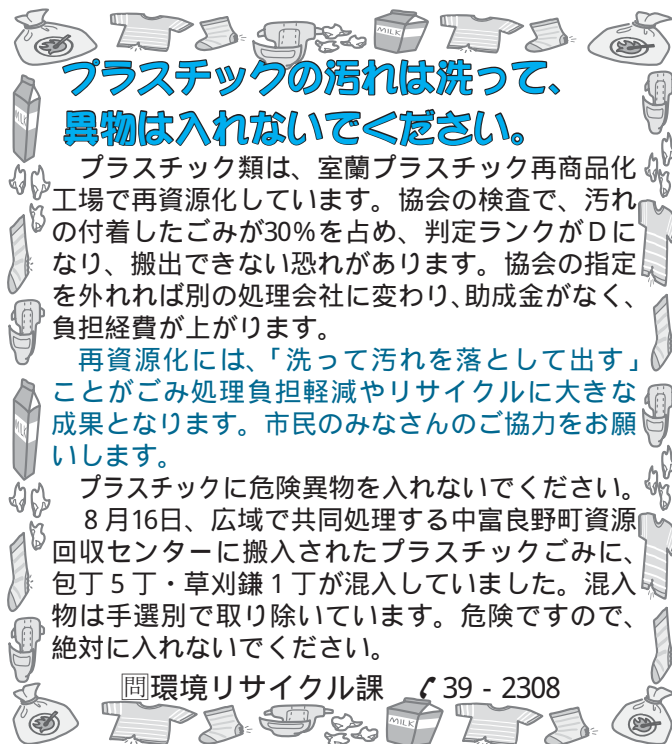 プラスチックの汚れは洗って、
異物は入れないでください。
プラスチック類は、室蘭プラスチック再商品化
工場で再資源化しています。協会の検査で、汚れ
の付着したごみが30％を占め、判定ランクがＤに
なり、搬出できない恐れがあります。協会の指定
を外れれば別の処理会社に変わり、助成金がなく、
負担経費が上がります。
再資源化には、「洗って汚れを落として出す」
ことがごみ処理負担軽減やリサイクルに大きな
成果となります。市民のみなさんのご協力をお願
いします。
プラスチックに危険異物を入れないでください。
８月16日、広域で共同処理する中富良野町資源
回収センターに搬入されたプラスチックごみに、
包丁５丁・草刈鎌１丁が混入していました。混入
物は手選別で取り除いています。危険ですので、
絶対に入れないでください。
問環境リサイクル課 39 - 2308
MILK
MILK
MILK
MILK